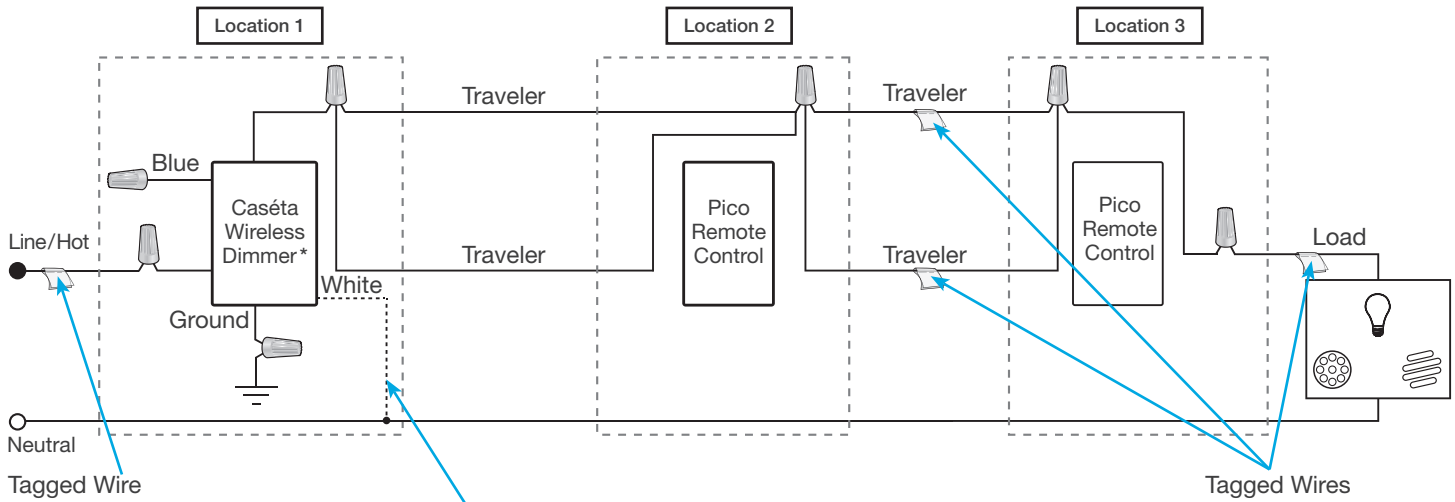 Location 1
Location 2
Location 3
Traveler
Traveler
Blue
Caséta
Wireless
Dimmer*
Pico
Remote
Control
Pico
Remote
Control
Line/Hot
Traveler
Traveler
Load
White
Ground
Neutral
Tagged Wire
Tagged Wires